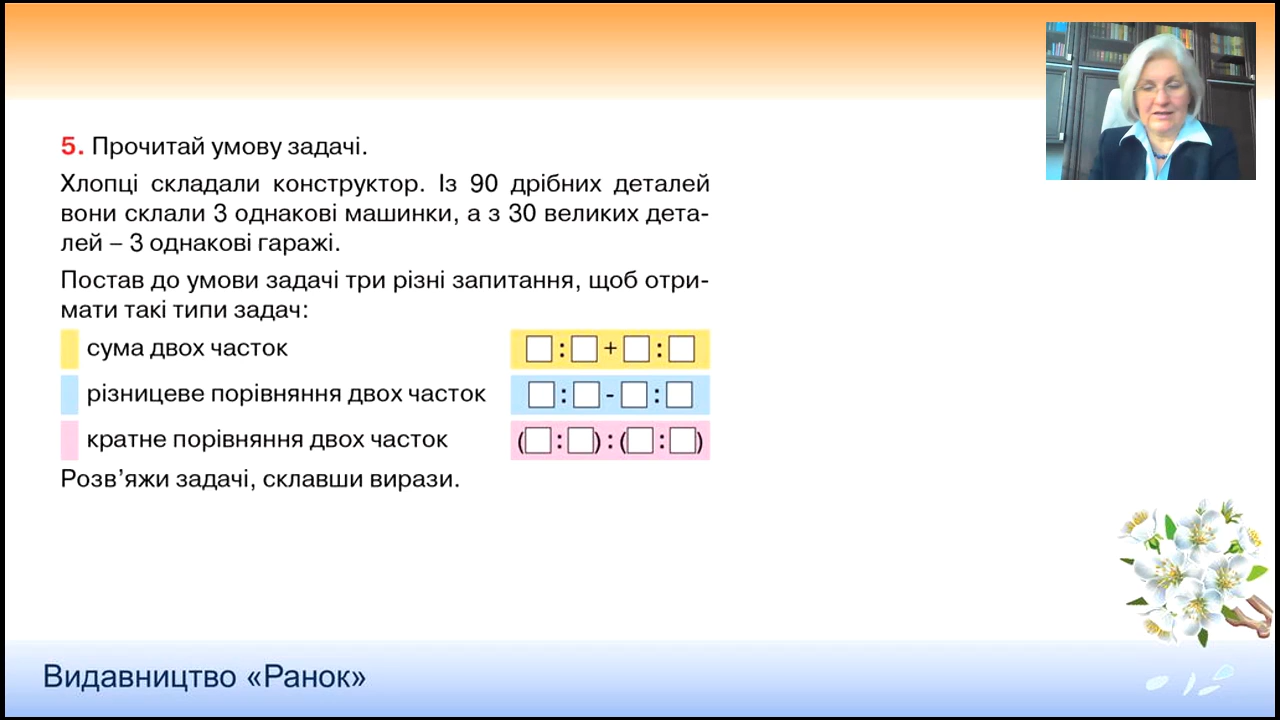 5. Прочитай умову задачі.
Хлопці складали конструктор. Із 90 дрібних деталей
вони склали 3 однакові машинки, а з 30 великих дета-
лей – 3 однакові гаражі.
Постав до умови задачі три різні запитання, щоб отри-
мати такі типи задач:
сума двох часток □ : □ + □ : □
різницеве порівняння двох часток □ : □ - □ : □
кратне порівняння двох часток (□ : □) : (□ : □)
Розв’яжи задачі, склавши вирази.
Видавництво «Ранок»